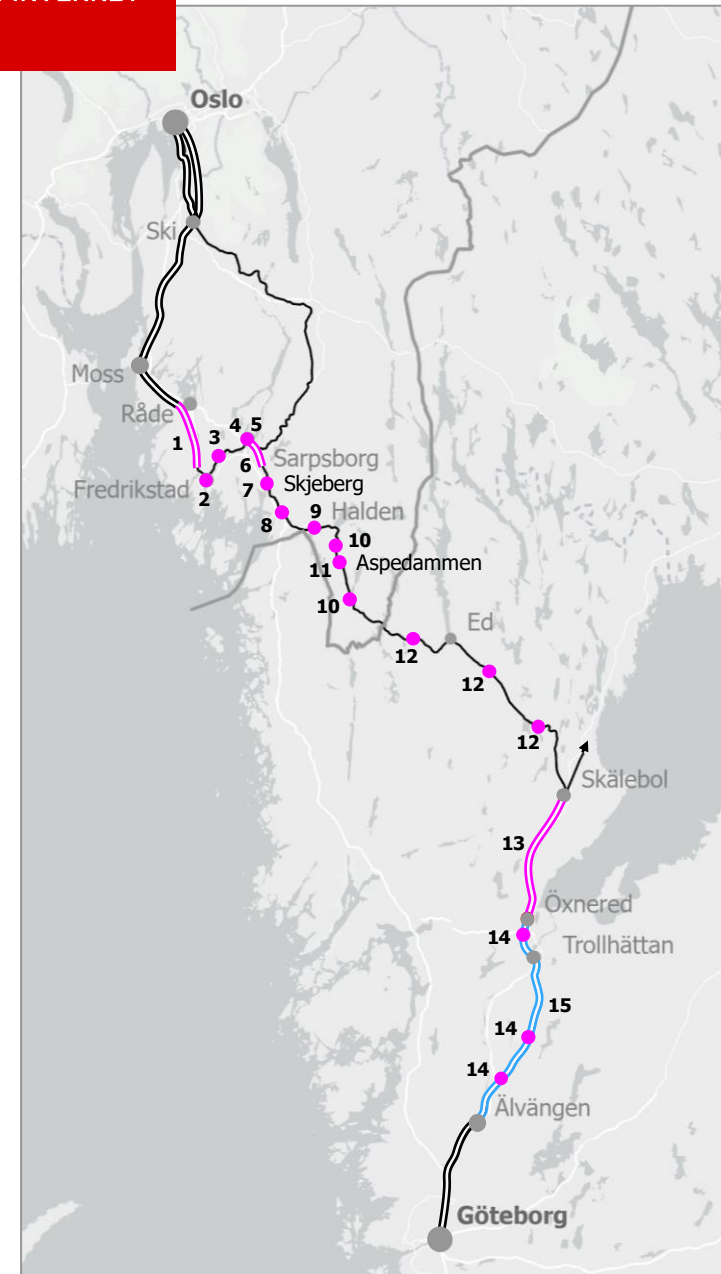 Oslo
Ski
Moss
Råde
1
3
4
5
6
Sarpsborg
Fredrikstad
2
7
Skjeberg
8
9
Halden
10
11
Aspedammen
10
Ed
12
12
12
Skälebol
13
Öxnered
14
Trollhättan
15
14
14
Älvängen
Göteborg